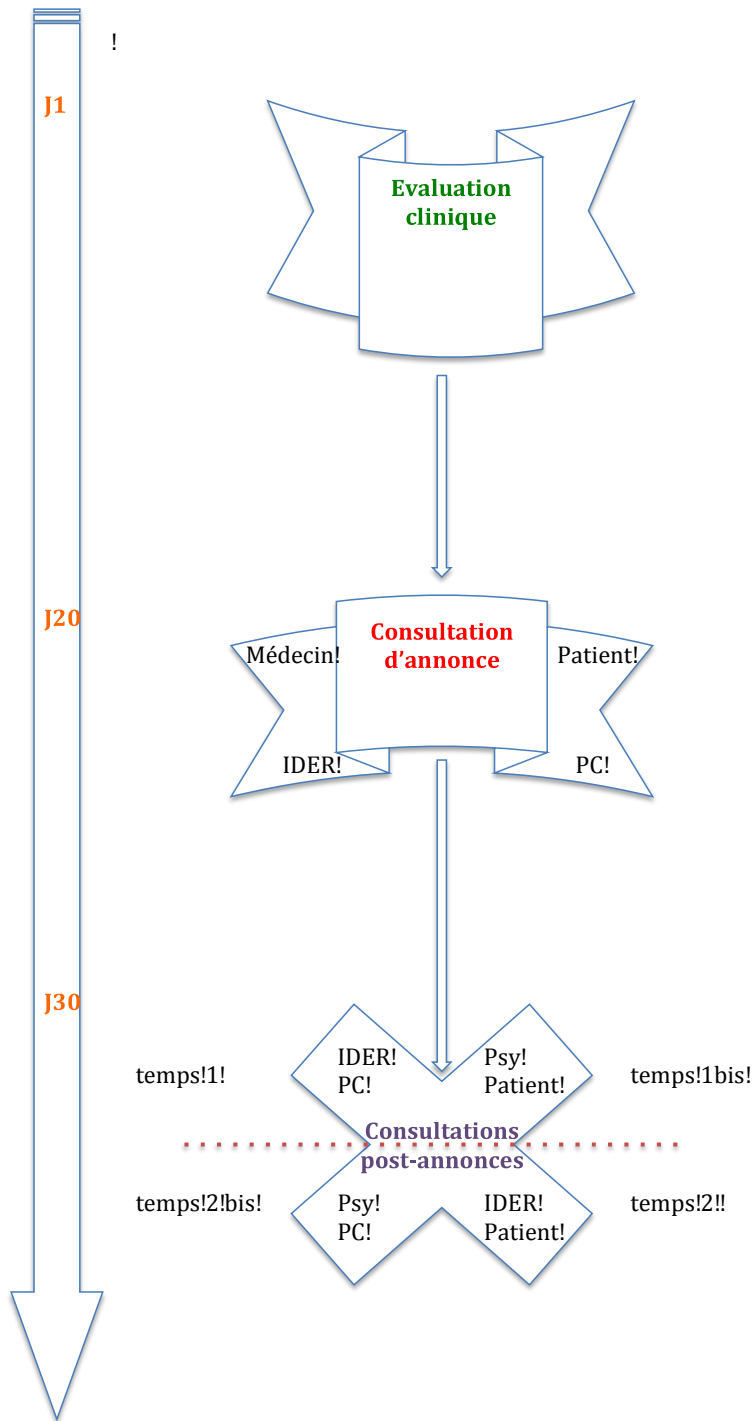 !
J1
Evaluation
clinique
J20
Consultation
d’annonce
Médecin!
Patient!
IDER!
PC!
J30
temps!1!
IDER!
PC!
Psy!
Patient!
temps!1bis!
Consultations
post-annonces
temps!2!bis!
Psy!
PC!
IDER!
Patient!
temps!2!!